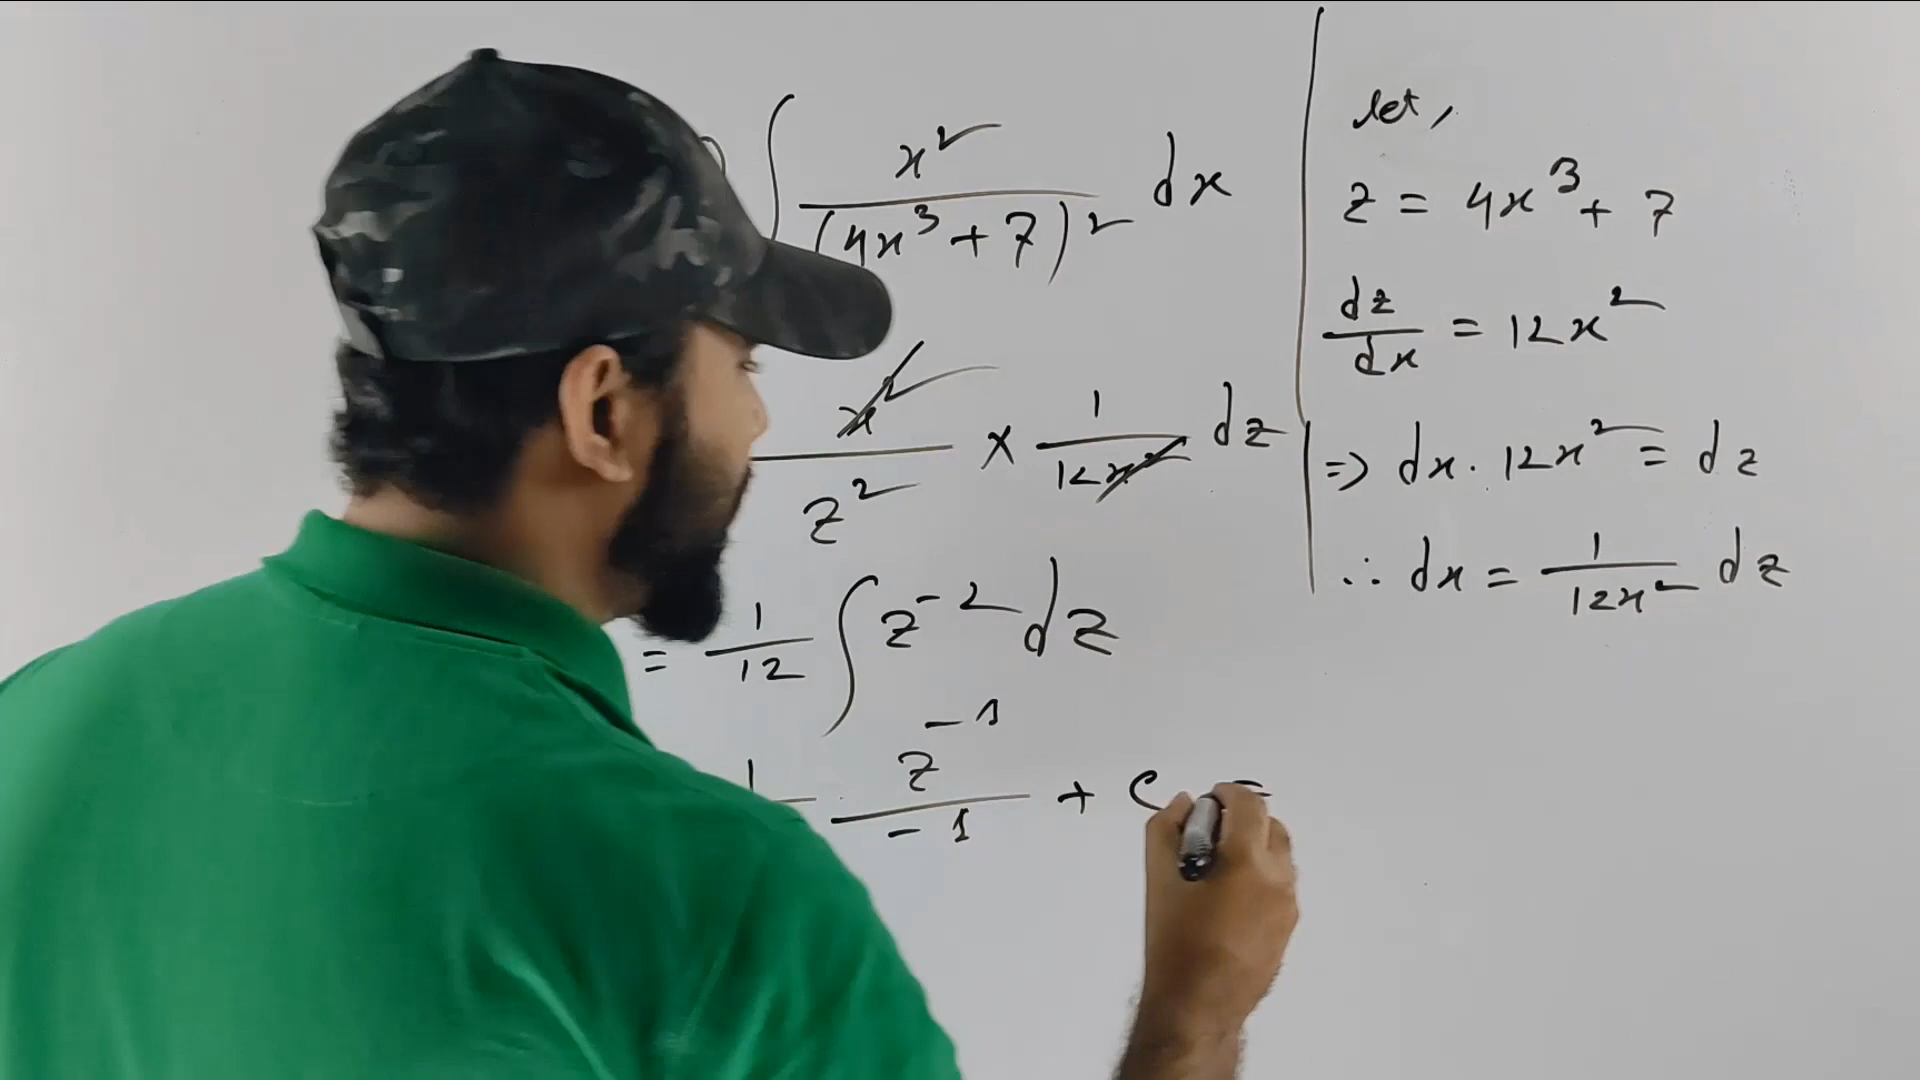 ∫ x² / (4x³ + 7)² dx
x² / z² × 1 / 12x² dz
= 1/12 ∫ z⁻² dz
1 z⁻¹ / -1 + c =
let,
z = 4x³ + 7
dz/dx = 12x²
=> dx . 12x² = dz
∴ dx = 1 / 12x² dz